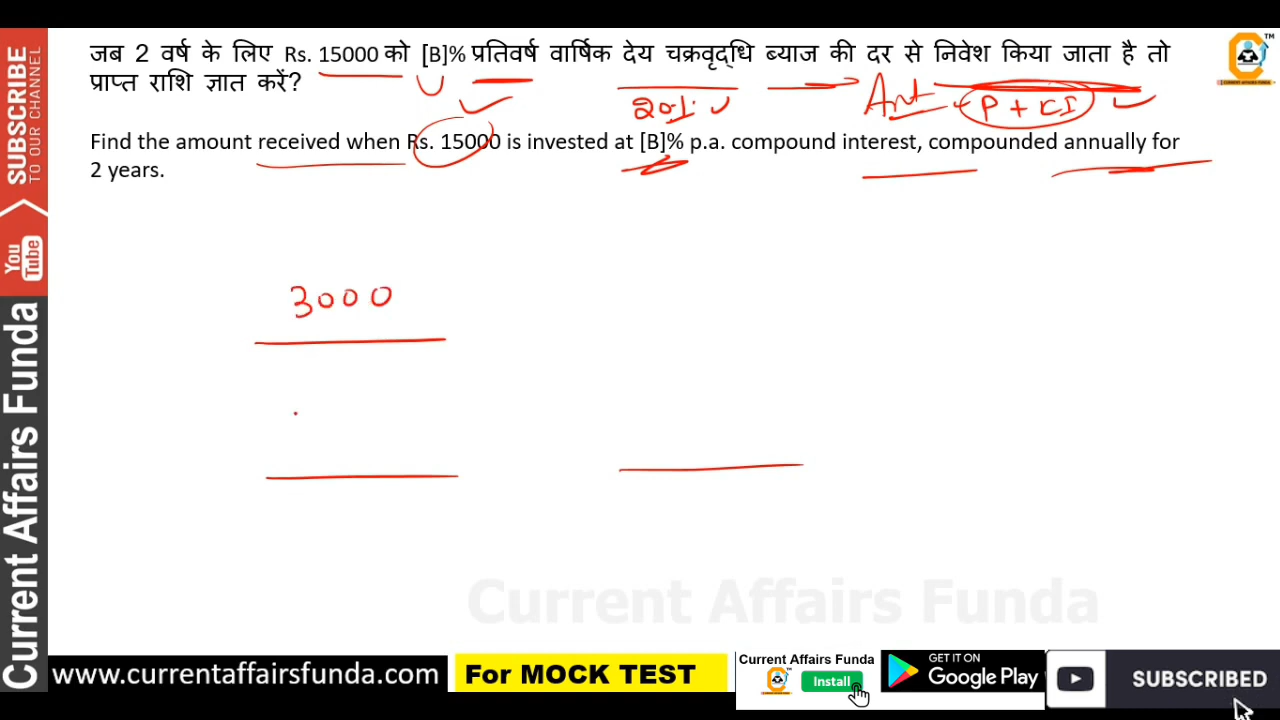 जब 2 वर्ष के लिए Rs. 15000 को [B]% प्रतिवर्ष वार्षिक देय चक्रवृद्धि ब्याज की दर से निवेश किया जाता है तो
प्राप्त राशि ज्ञात करें?
20%
Amt
P + CI
Find the amount received when Rs. 15000 is invested at [B]% p.a. compound interest, compounded annually for
2 years.
3000
Current Affairs Funda
SUBSCRIBE
TO OUR CHANNEL
You
Tube
Current Affairs Funda
www.currentaffairsfunda.com
For MOCK TEST
Current Affairs Funda
Install
GET IT ON
Google Play
SUBSCRIBED
TM